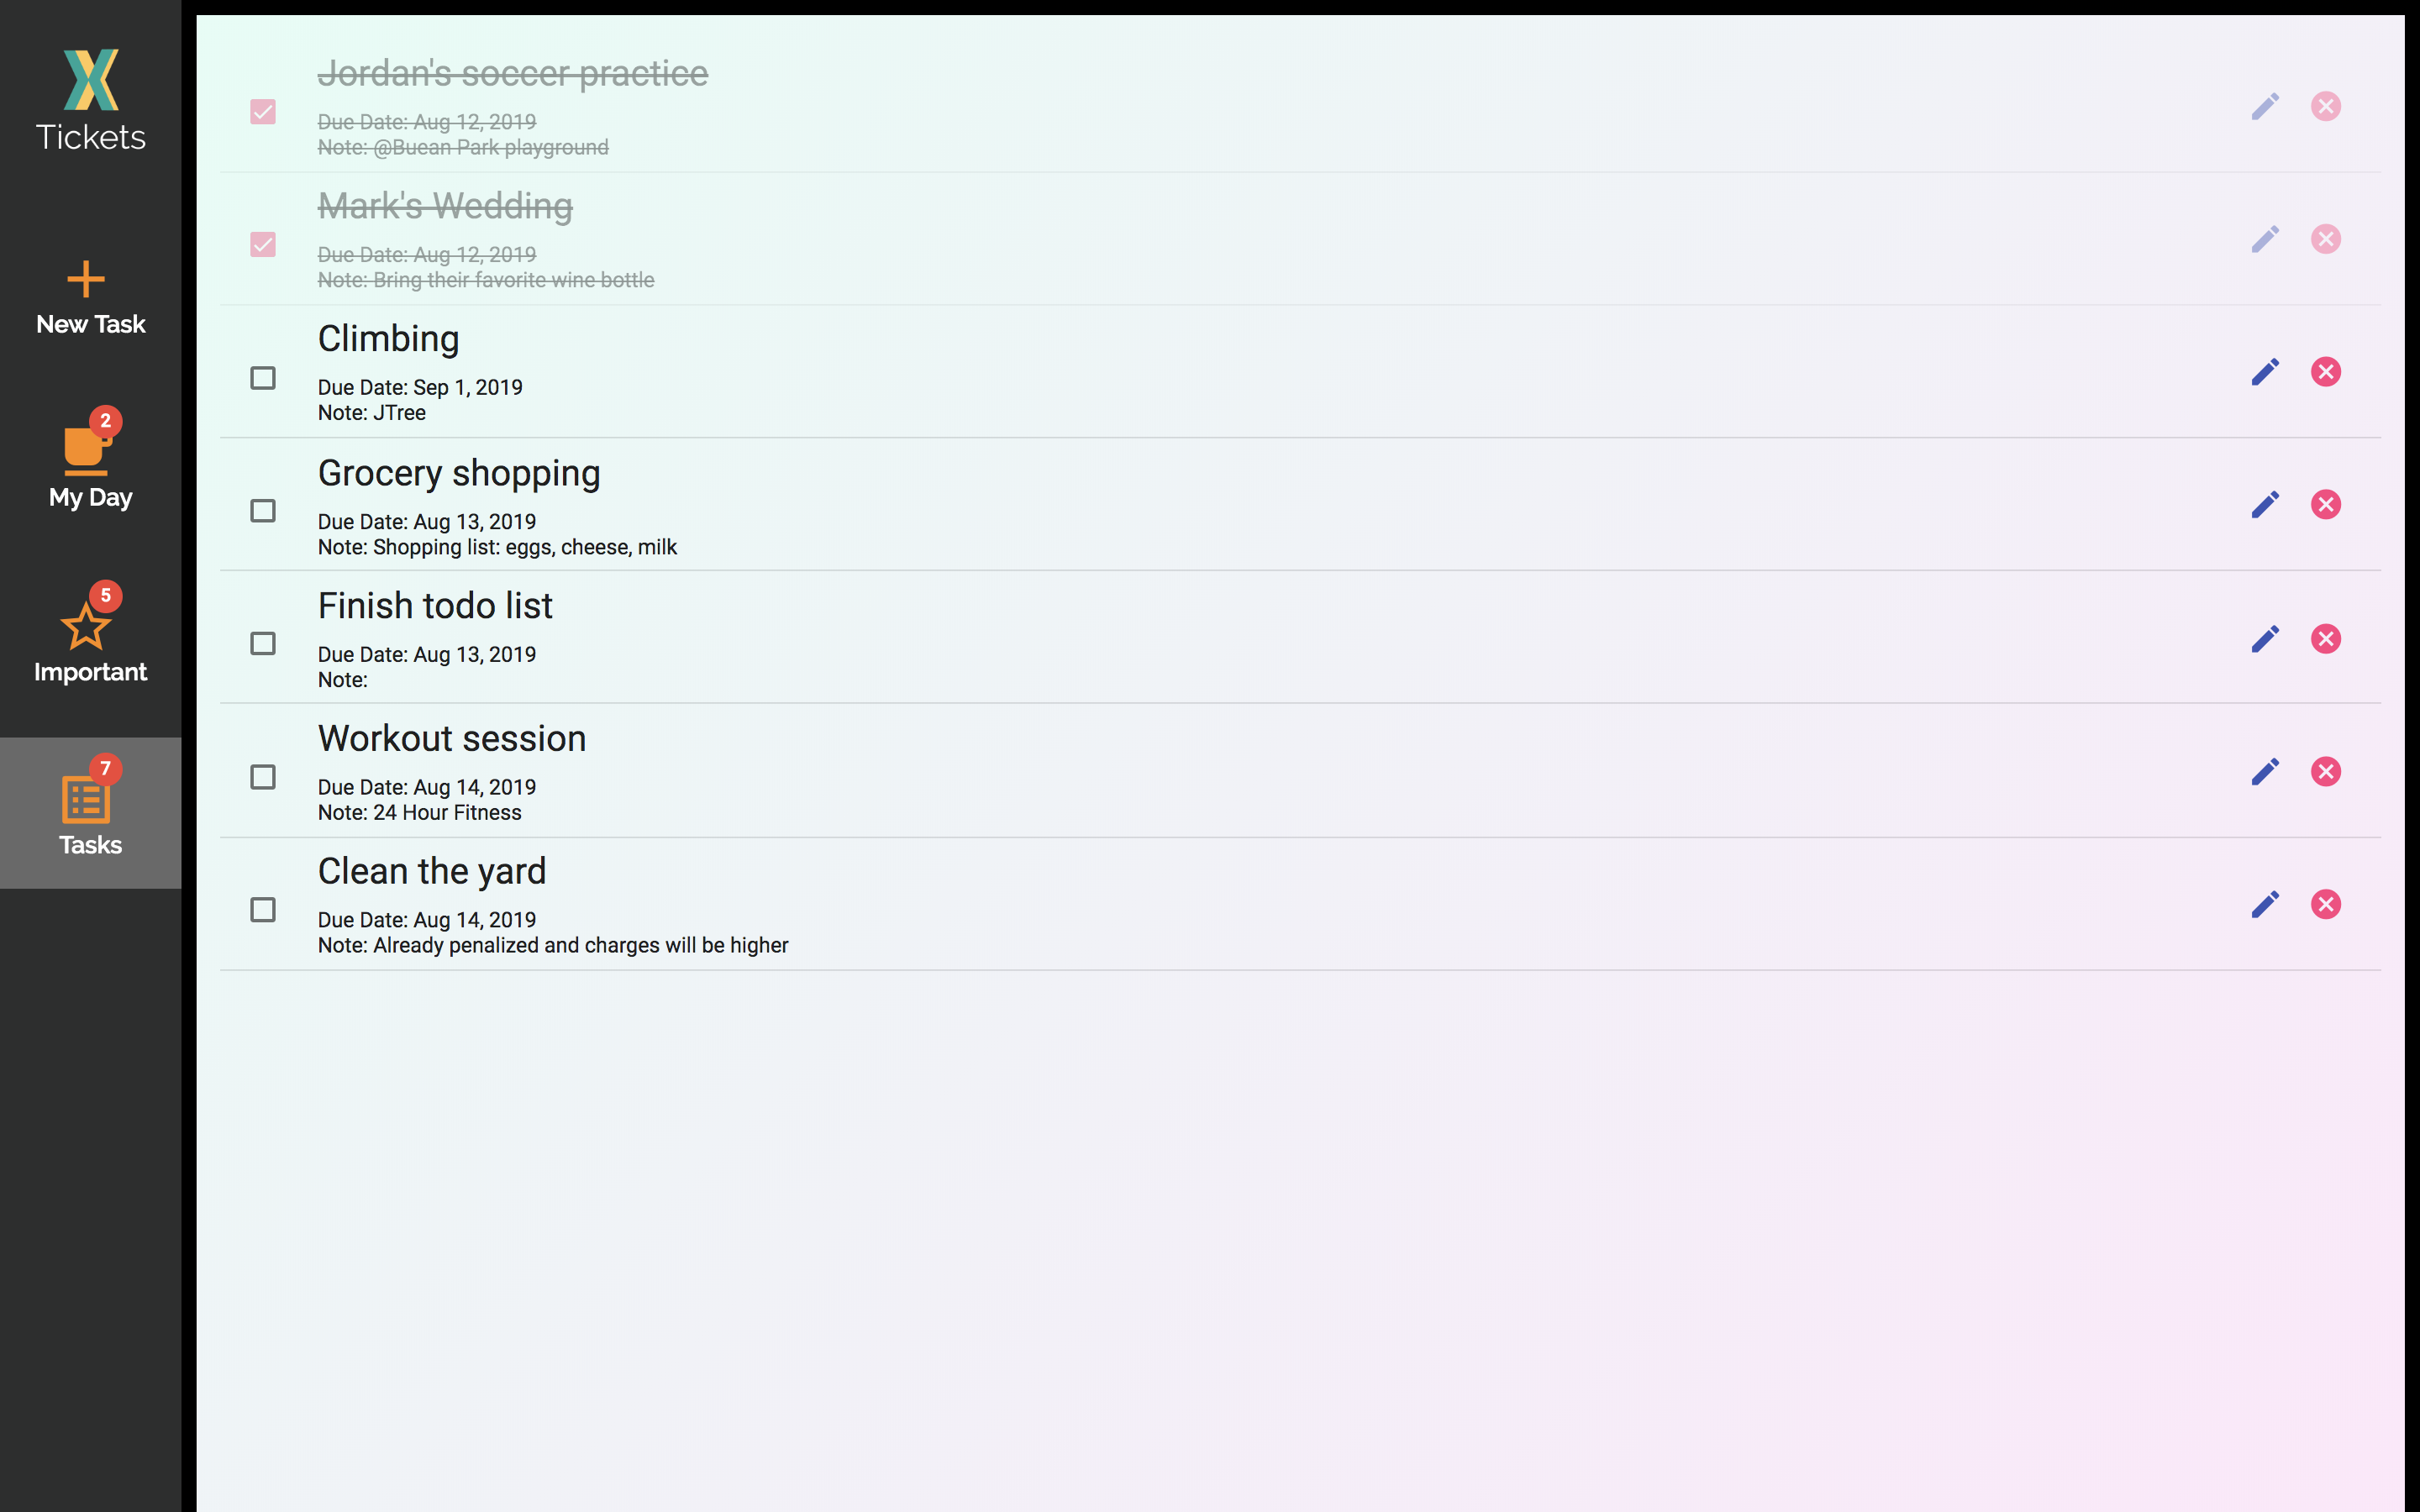 Tickets
New Task
2
My Day
5
Important
7
Tasks
Jordan's soccer practice
Due Date: Aug 12, 2019
Note: @Buean Park playground
Mark's Wedding
Due Date: Aug 12, 2019
Note: Bring their favorite wine bottle
Climbing
Due Date: Sep 1, 2019
Note: JTree
Grocery shopping
Due Date: Aug 13, 2019
Note: Shopping list: eggs, cheese, milk
Finish todo list
Due Date: Aug 13, 2019
Note:
Workout session
Due Date: Aug 14, 2019
Note: 24 Hour Fitness
Clean the yard
Due Date: Aug 14, 2019
Note: Already penalized and charges will be higher